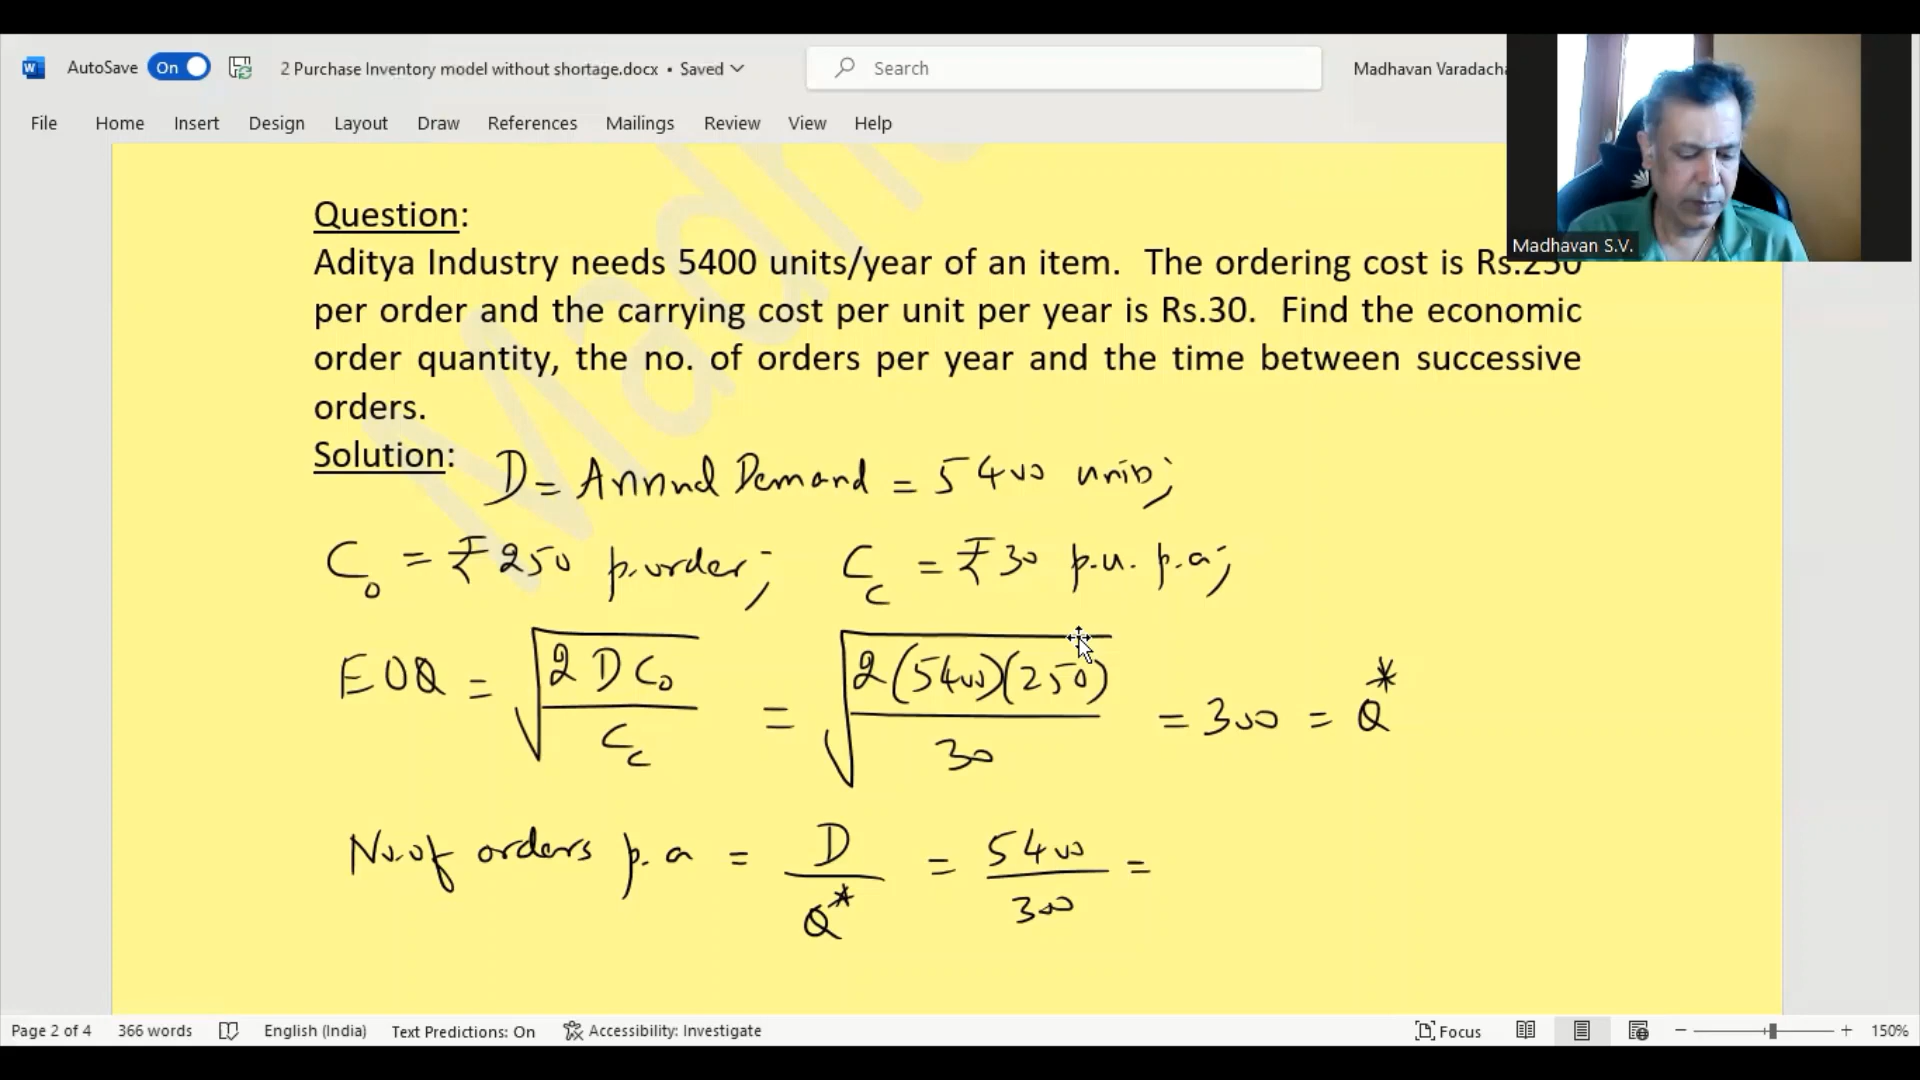 AutoSave On 2 Purchase Inventory model without shortage.docx • Saved Search Madhavan Varadacha
File Home Insert Design Layout Draw References Mailings Review View Help
Madhavan S.V.
Question:
Aditya Industry needs 5400 units/year of an item. The ordering cost is Rs.250
per order and the carrying cost per unit per year is Rs.30. Find the economic
order quantity, the no. of orders per year and the time between successive
orders.
Solution: D = Annual Demand = 5400 units;
C₀ = ₹250 p.order; C_c = ₹30 p.u. p.a;
EOQ = √(2DC₀/C_c) = √(2(5400)(250)/30) = 300 = Q*
No. of orders p.a = D/Q* = 5400/300 =
Page 2 of 4 366 words English (India) Text Predictions: On Accessibility: Investigate Focus 150%